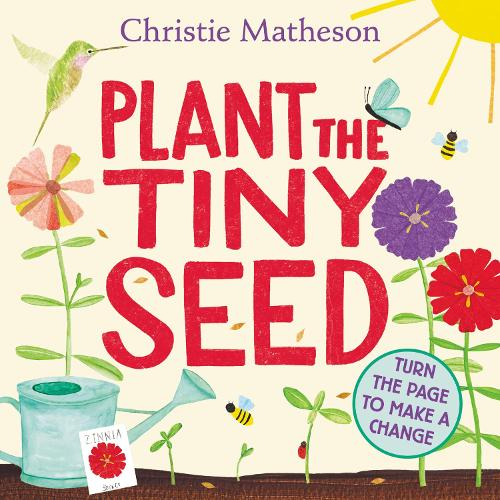 Christie Matheson
PLANT THE
TINY
SEED
TURN
THE PAGE
TO MAKE A
CHANGE
ZINNIA